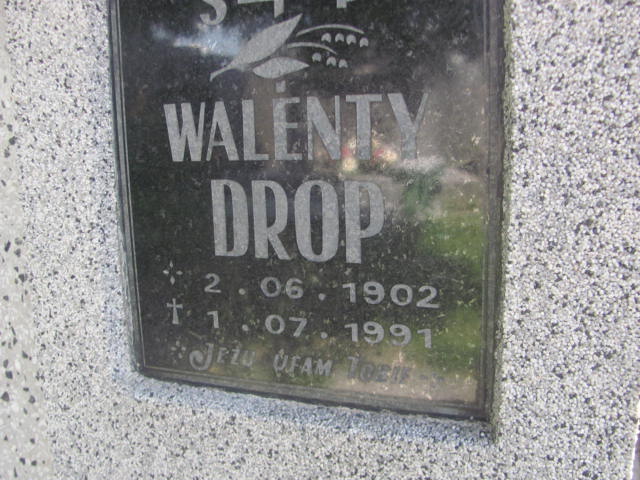 WALENTY
DROP
2.06.1902
1.07.1991
JEZU UFAM TOBIE